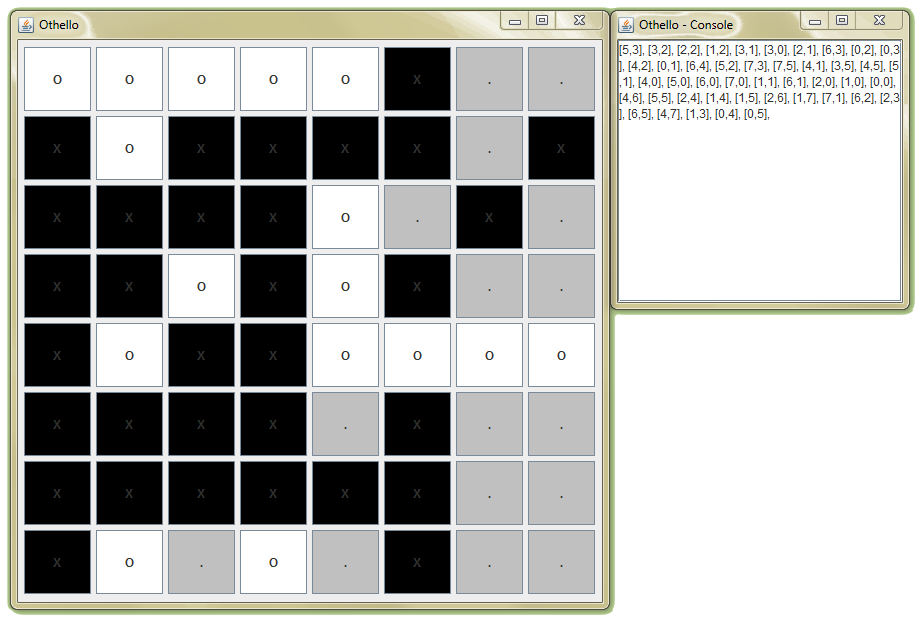 Othello
o o o o o x . .
x o x x x x . x
x x x x o . x .
x x o x o x . .
x o x x o o o o
x x x x . x . .
x x x x x x . .
x o . o . x . .
Othello - Console
[5,3], [3,2], [2,2], [1,2], [3,1], [3,0], [2,1], [6,3], [0,2], [0,3
], [4,2], [0,1], [6,4], [5,2], [7,3], [7,5], [4,1], [3,5], [4,5], [5
,1], [4,0], [5,0], [6,0], [7,0], [1,1], [6,1], [2,0], [1,0], [0,0],
[4,6], [5,5], [2,4], [1,4], [1,5], [2,6], [1,7], [7,1], [6,2], [2,3
], [6,5], [4,7], [1,3], [0,4], [0,5],